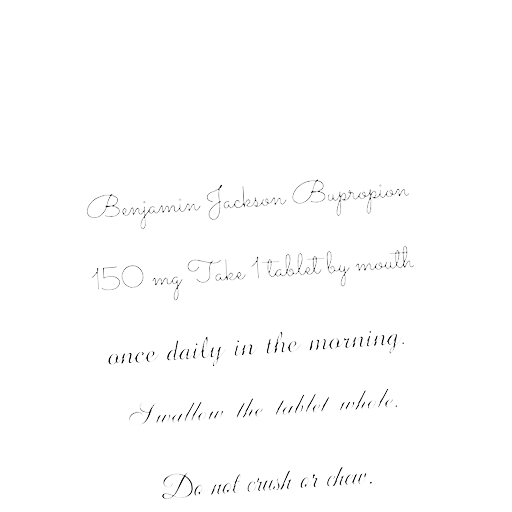 Benjamin Jackson Bupropion
150 mg Take 1 tablet by mouth
once daily in the morning.
Swallow the tablet whole.
Do not crush or chew.